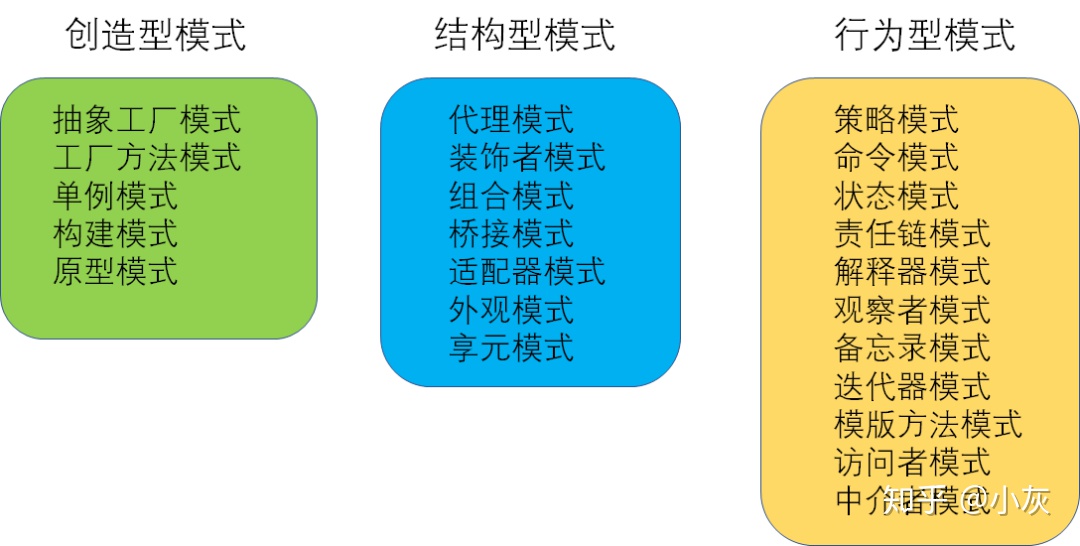 创造型模式
抽象工厂模式
工厂方法模式
单例模式
构建模式
原型模式
结构型模式
代理模式
装饰者模式
组合模式
桥接模式
适配器模式
外观模式
享元模式
行为型模式
策略模式
命令模式
状态模式
责任链模式
解释器模式
观察者模式
备忘录模式
迭代器模式
模版方法模式
访问者模式
中介者模式
知乎 @小灰